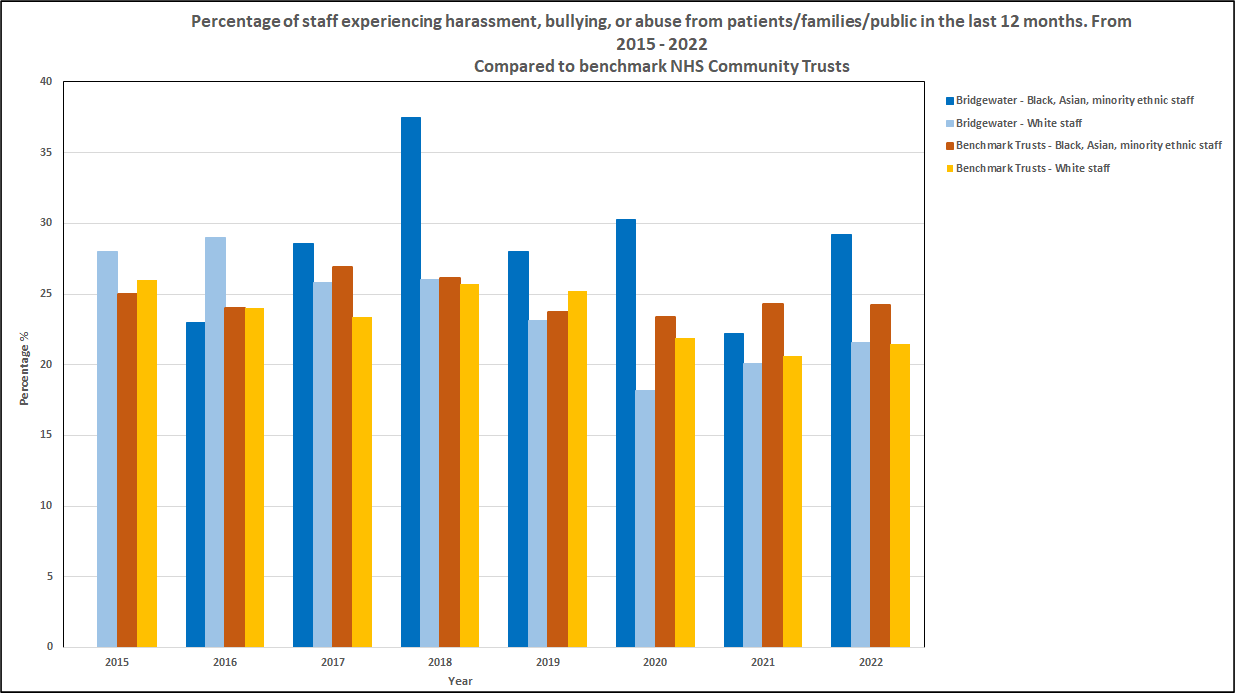 Percentage of staff experiencing harassment, bullying, or abuse from patients/families/public in the last 12 months. From
2015 - 2022
Compared to benchmark NHS Community Trusts
40
35
30
25
20
15
10
5
0
Percentage %
2015 2016 2017 2018 2019 2020 2021 2022
Year
Bridgewater - Black, Asian, minority ethnic staff
Bridgewater - White staff
Benchmark Trusts - Black, Asian, minority ethnic staff
Benchmark Trusts - White staff